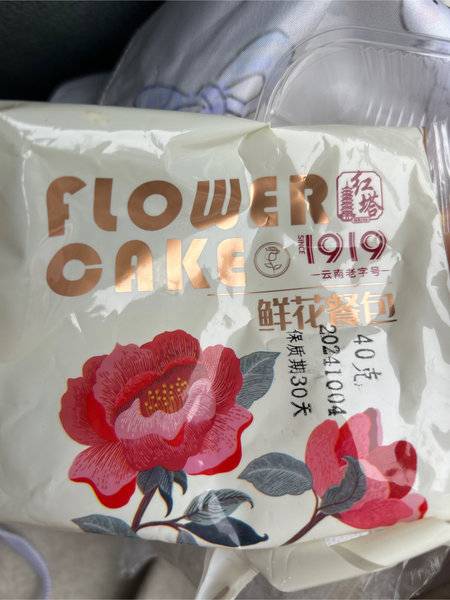 FLOWER
CAKE
红塔
SINCE 1919
云南老字号
鲜花餐包
40克
20241004
保质期30天